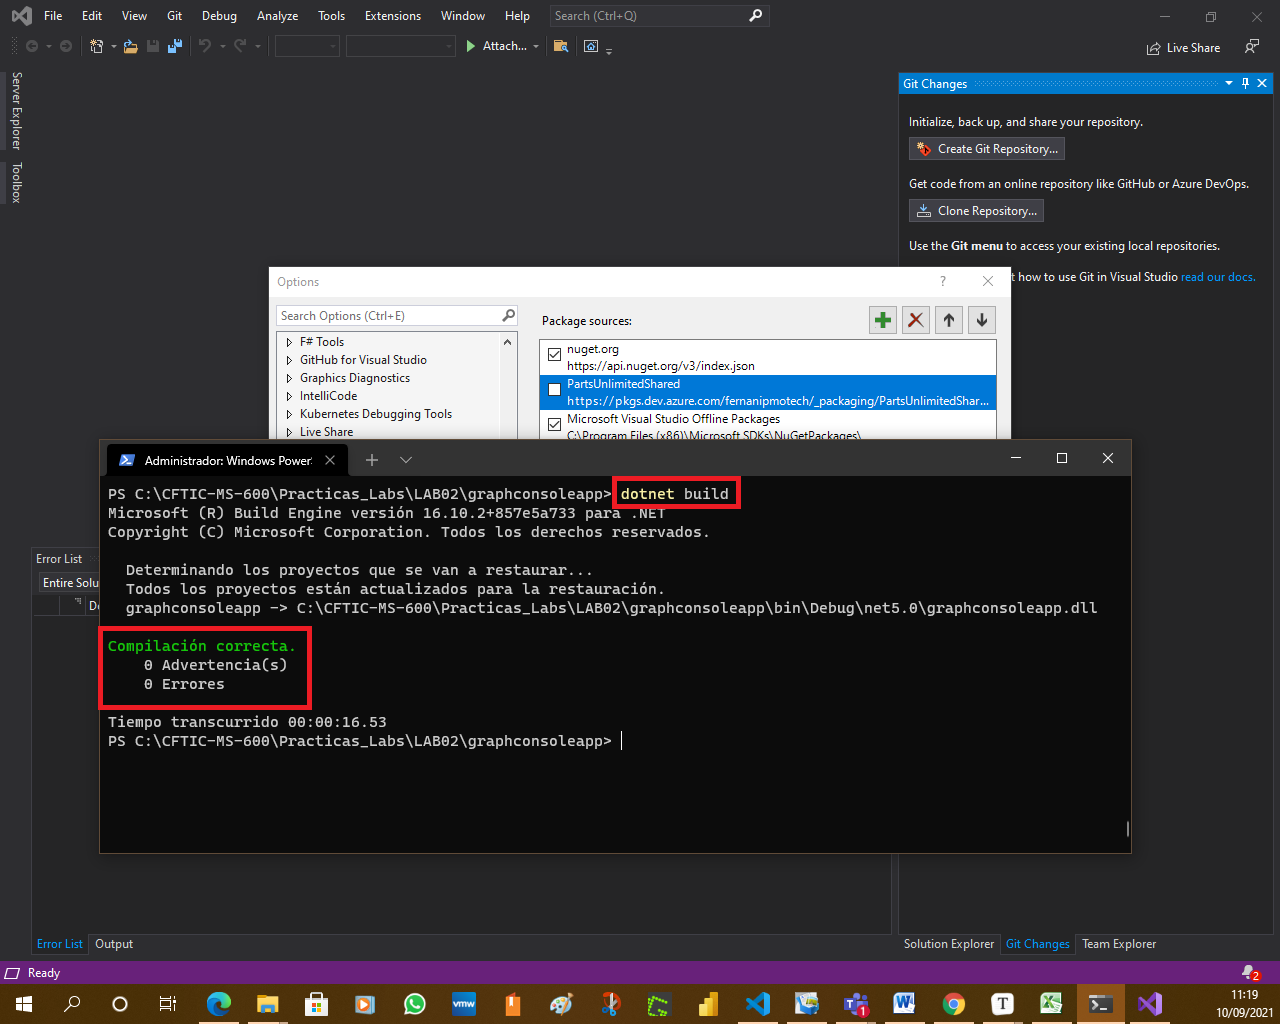 File Edit View Git Debug Analyze Tools Extensions Window Help Search (Ctrl+Q)
Attach... Live Share
Server Explorer
Toolbox
Git Changes
Initialize, back up, and share your repository.
Create Git Repository...
Get code from an online repository like GitHub or Azure DevOps.
Clone Repository...
Use the Git menu to access your existing local repositories.
t how to use Git in Visual Studio read our docs.
Options ?
Search Options (Ctrl+E)
F# Tools
GitHub for Visual Studio
Graphics Diagnostics
IntelliCode
Kubernetes Debugging Tools
Live Share
Package sources:
nuget.org
https://api.nuget.org/v3/index.json
PartsUnlimitedShared
https://pkgs.dev.azure.com/fernanipmotech/_packaging/PartsUnlimitedShar...
Microsoft Visual Studio Offline Packages
C:\Program Files (x86)\Microsoft SDKs\NuGetPackages\
Administrador: Windows PowerS
PS C:\CFTIC-MS-600\Practicas_Labs\LAB02\graphconsoleapp> dotnet build
Microsoft (R) Build Engine versión 16.10.2+857e5a733 para .NET
Copyright (C) Microsoft Corporation. Todos los derechos reservados.
Determinando los proyectos que se van a restaurar...
Todos los proyectos están actualizados para la restauración.
graphconsoleapp -> C:\CFTIC-MS-600\Practicas_Labs\LAB02\graphconsoleapp\bin\Debug\net5.0\graphconsoleapp.dll
Compilación correcta.
0 Advertencia(s)
0 Errores
Tiempo transcurrido 00:00:16.53
PS C:\CFTIC-MS-600\Practicas_Labs\LAB02\graphconsoleapp>
Error List
Entire Solu
De
Error List Output
Solution Explorer Git Changes Team Explorer
Ready 2
vmw 1 W T X
11:19
10/09/2021